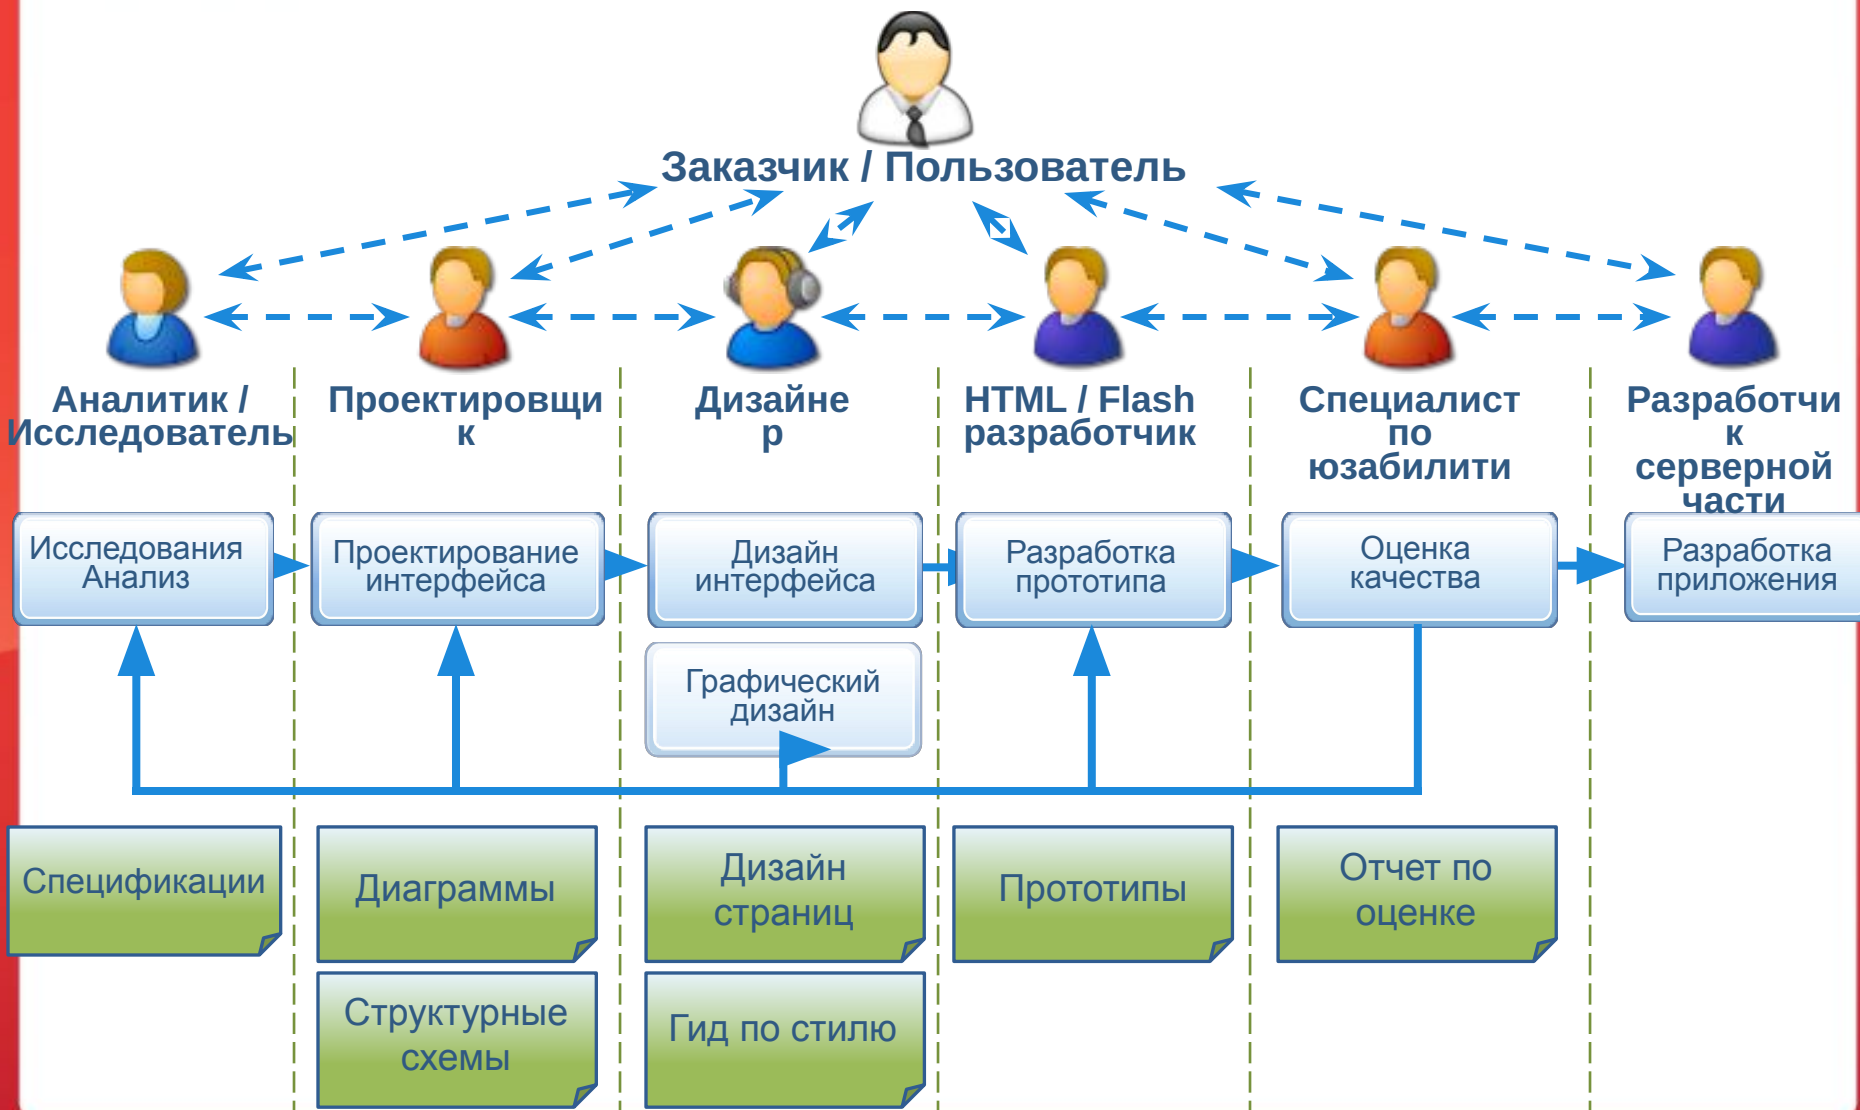 Заказчик / Пользователь
Аналитик /
Исследователь
Проектировщи
к
Дизайне
р
HTML / Flash
разработчик
Специалист
по
юзабилити
Разработчи
к
серверной
части
Исследования
Анализ
Проектирование
интерфейса
Дизайн
интерфейса
Разработка
прототипа
Оценка
качества
Разработка
приложения
Графический
дизайн
Спецификации
Диаграммы
Дизайн
страниц
Прототипы
Отчет по
оценке
Структурные
схемы
Гид по стилю